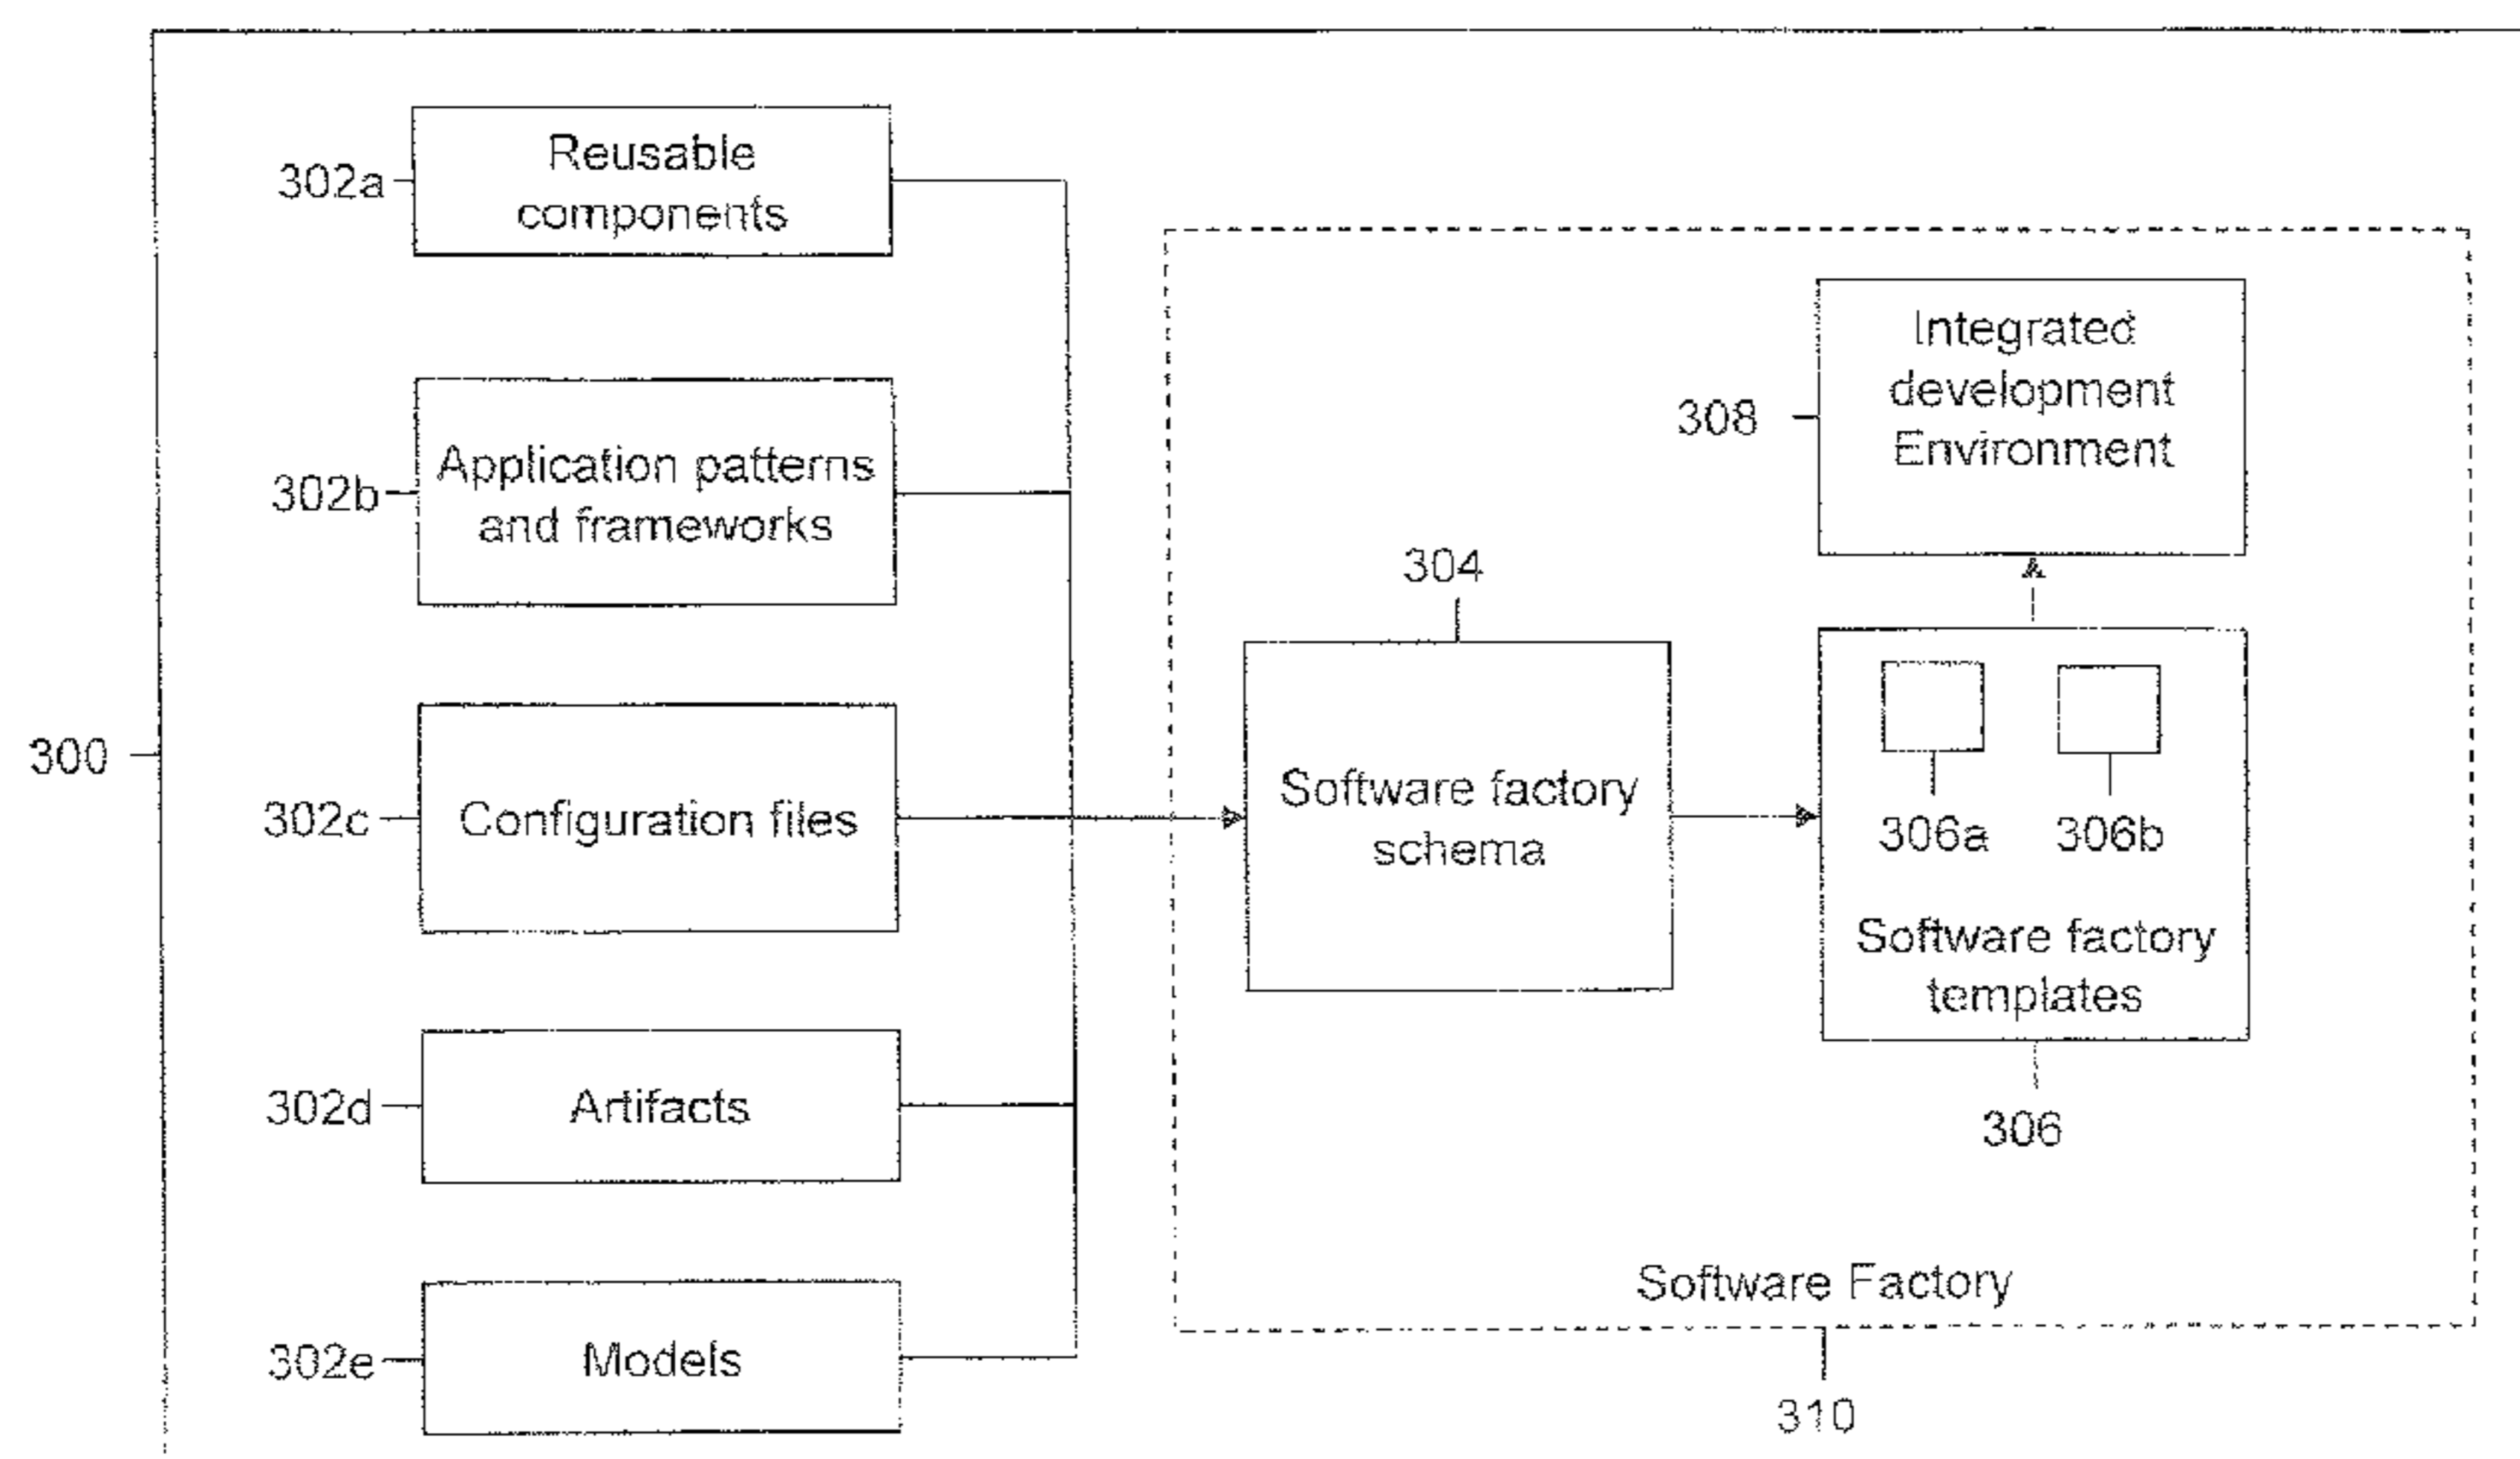 302a
Reusable
components
302b
Application patterns
and frameworks
300
302c
Configuration files
302d
Artifacts
302e
Models
304
Software factory
schema
308
Integrated
development
Environment
306a
306b
Software factory
templates
306
Software Factory
310